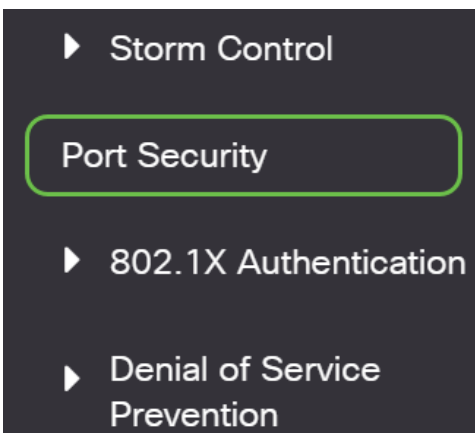 Storm Control
Port Security
802.1X Authentication
Denial of Service
Prevention